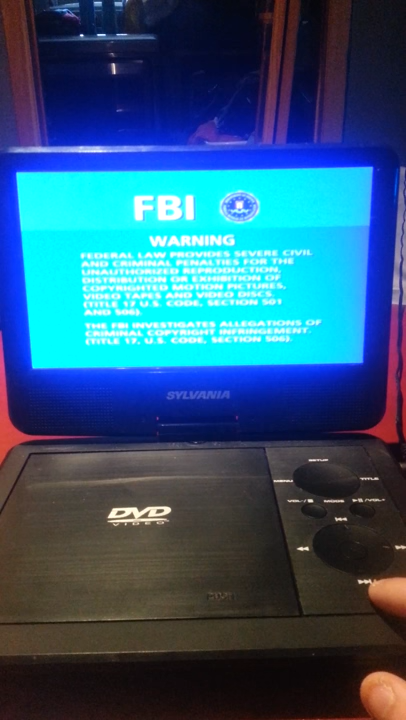 FBI
WARNING
FEDERAL LAW PROVIDES SEVERE CIVIL
AND CRIMINAL PENALTIES FOR THE
UNAUTHORIZED REPRODUCTION,
DISTRIBUTION OR EXHIBITION OF
COPYRIGHTED MOTION PICTURES,
VIDEO TAPES AND VIDEO DISCS.
(TITLE 17 U.S. CODE, SECTION 501
AND 506).
THE FBI INVESTIGATES ALLEGATIONS OF
CRIMINAL COPYRIGHT INFRINGEMENT.
(TITLE 17, U.S. CODE, SECTION 506).
SYLVANIA
SETUP
MENU TITLE
VOL- MODE VOL+
DVD
VIDEO